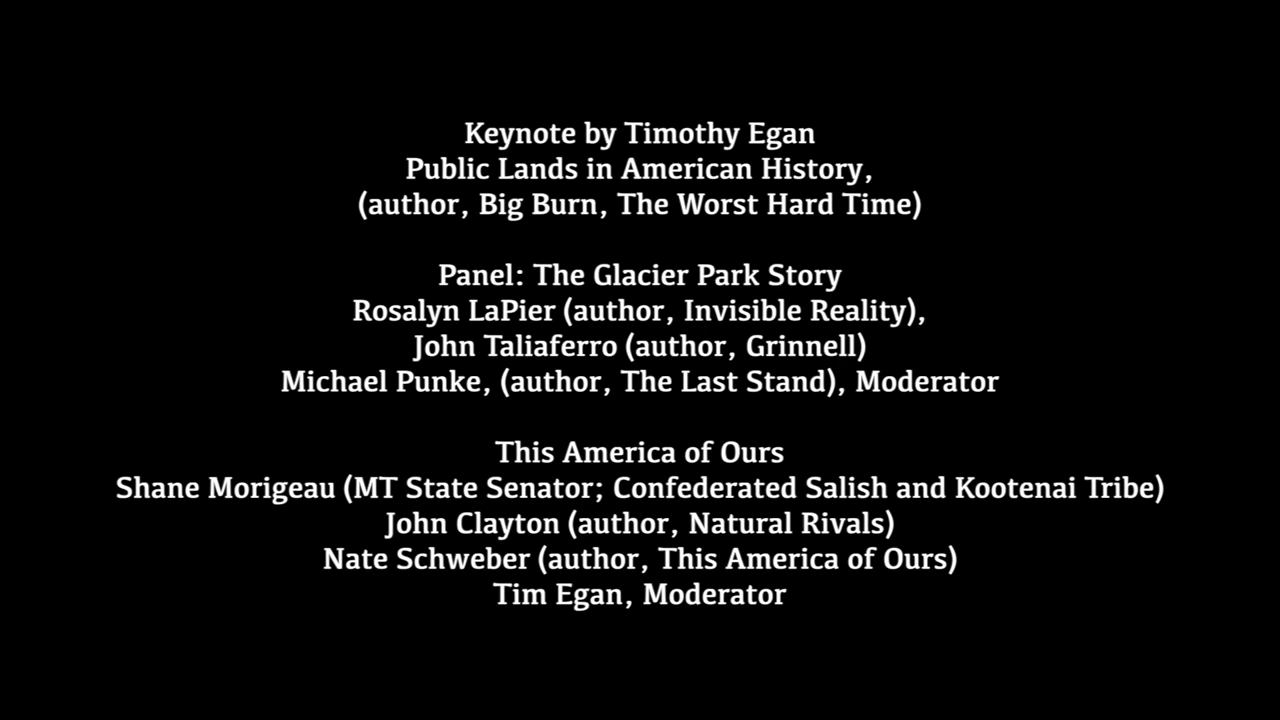 Keynote by Timothy Egan
Public Lands in American History,
(author, Big Burn, The Worst Hard Time)
Panel: The Glacier Park Story
Rosalyn LaPier (author, Invisible Reality),
John Taliaferro (author, Grinnell)
Michael Punke, (author, The Last Stand), Moderator
This America of Ours
Shane Morigeau (MT State Senator; Confederated Salish and Kootenai Tribe)
John Clayton (author, Natural Rivals)
Nate Schweber (author, This America of Ours)
Tim Egan, Moderator